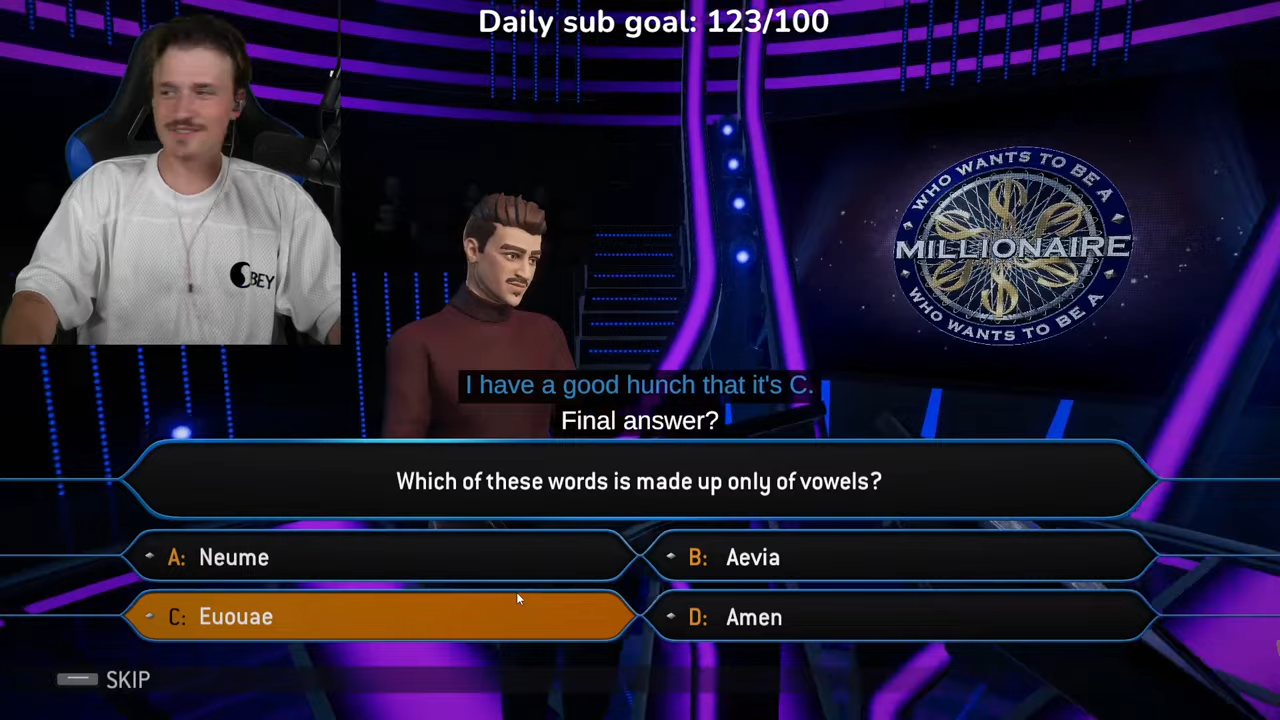 Daily sub goal: 123/100
BEY
WHO WANTS TO BE A
MILLIONAIRE
WHO WANTS TO BE A
I have a good hunch that it's C.
Final answer?
Which of these words is made up only of vowels?
A: Neume
B: Aevia
C: Euouae
D: Amen
SKIP